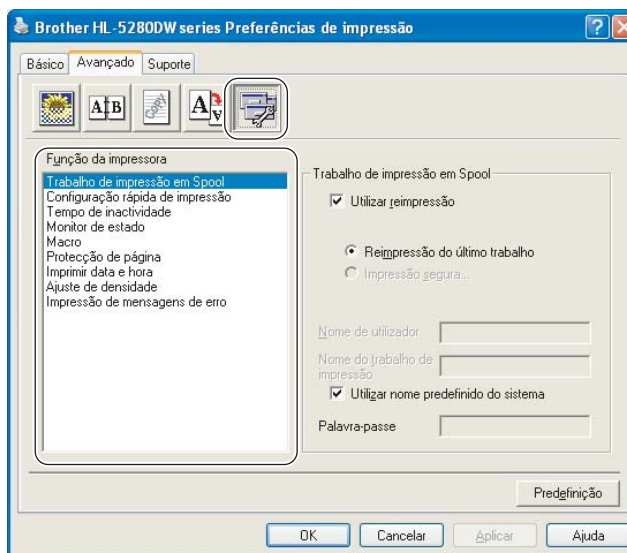 Brother HL-5280DW series Preferências de impressão
Básico Avançado Suporte
Função da impressora
Trabalho de impressão em Spool
Configuração rápida de impressão
Tempo de inactividade
Monitor de estado
Macro
Protecção de página
Imprimir data e hora
Ajuste de densidade
Impressão de mensagens de erro
Trabalho de impressão em Spool
Utilizar reimpressão
Reimpressão do último trabalho
Impressão segura...
Nome de utilizador
Nome do trabalho de
impressão
Utilizar nome predefinido do sistema
Palavra-passe
Predefinição
OK Cancelar Aplicar Ajuda